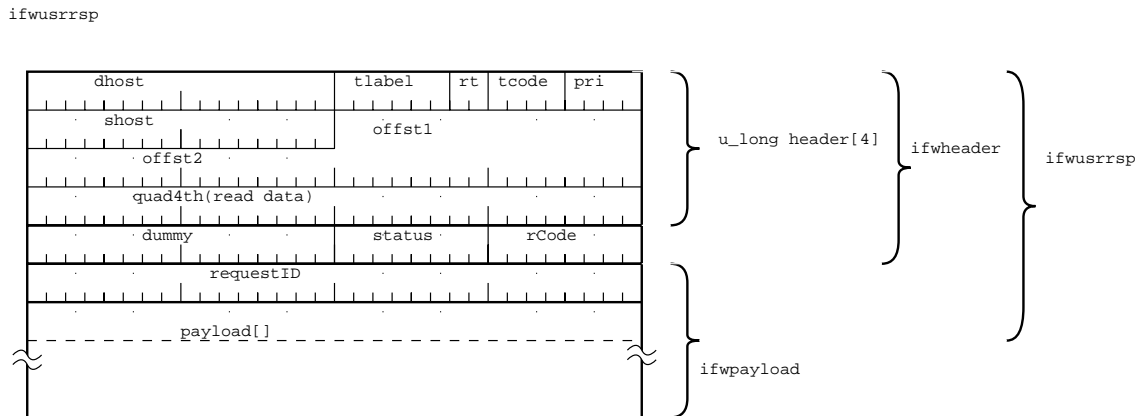 ifwusrrsp
dhost tlabel rt tcode pri
shost offst1
offst2
quad4th(read data)
dummy status rCode
requestID
payload[]
u_long header[4]
ifwheader
ifwusrrsp
ifwpayload